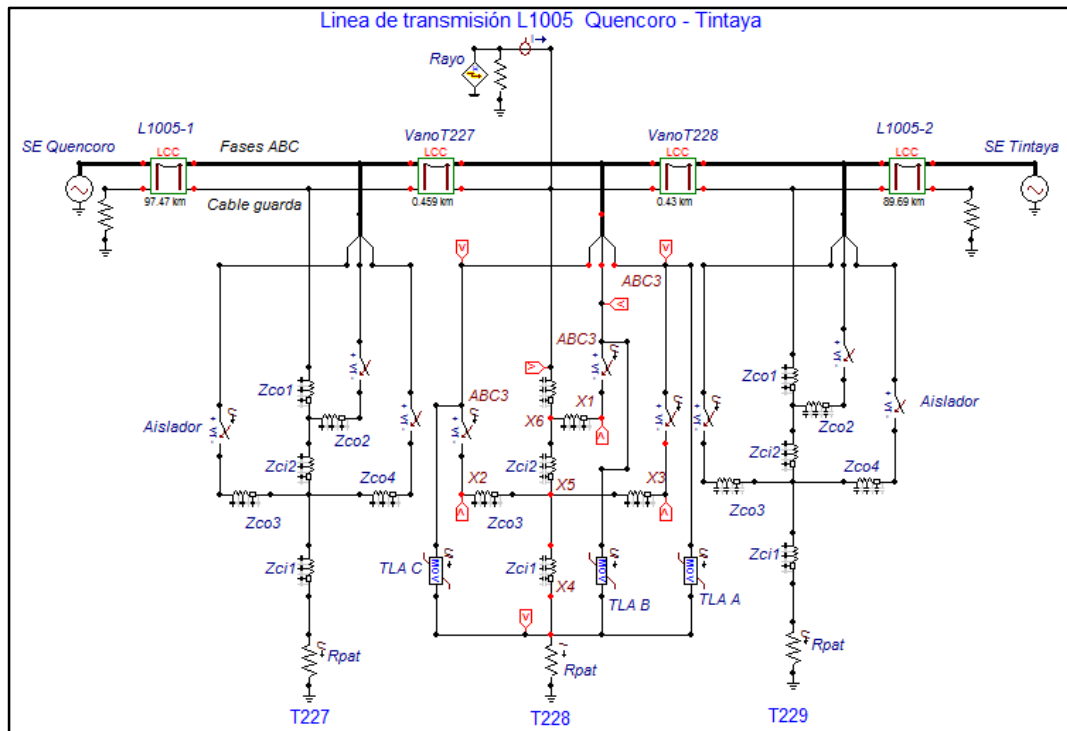 Linea de transmisión L1005 Quencoro - Tintaya
Rayo
I
L1005-1
VanoT227
VanoT228
L1005-2
SE Quencoro
LCC
Fases ABC
LCC
LCC
LCC
SE Tintaya
97.47 km
Cable guarda
0.459 km
0.43 km
89.69 km
V
V
ABC3
V
ABC3
V
Zco1
Zco1
ABC3
X1
Aislador
X6
Aislador
Zco2
Zco2
V
Zci2
Zci2
Zci2
Zco4
X2
X5
X3
Zco4
Zco3
V
Zco3
V
Zco3
Zci1
TLA C
MOV
Zci1
X4
MOV
TLA B
MOV
TLA A
Zci1
V
Rpat
Rpat
Rpat
T227
T228
T229